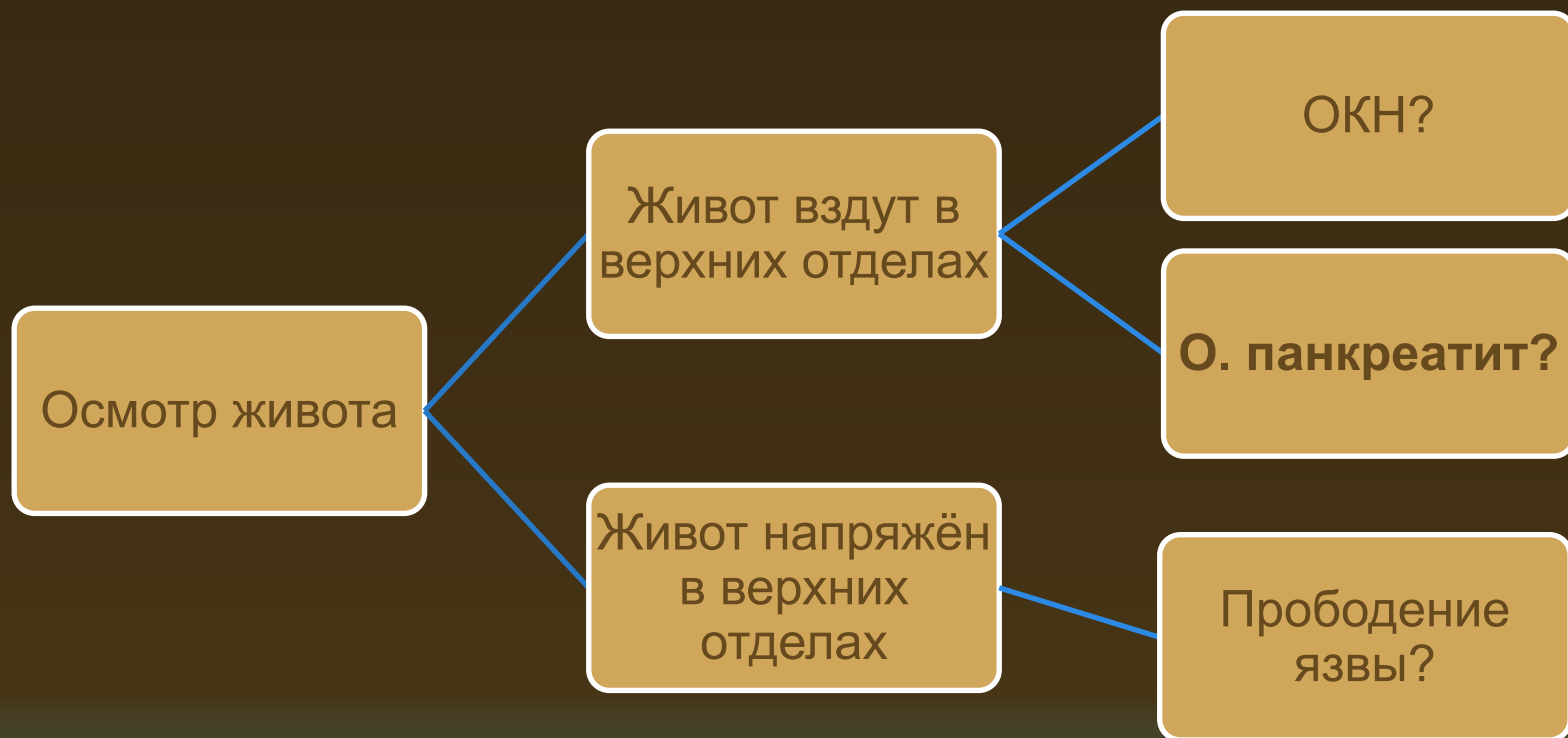 Осмотр живота
Живот вздут в
верхних отделах
ОКН?
О. панкреатит?
Живот напряжён
в верхних
отделах
Прободение
язвы?